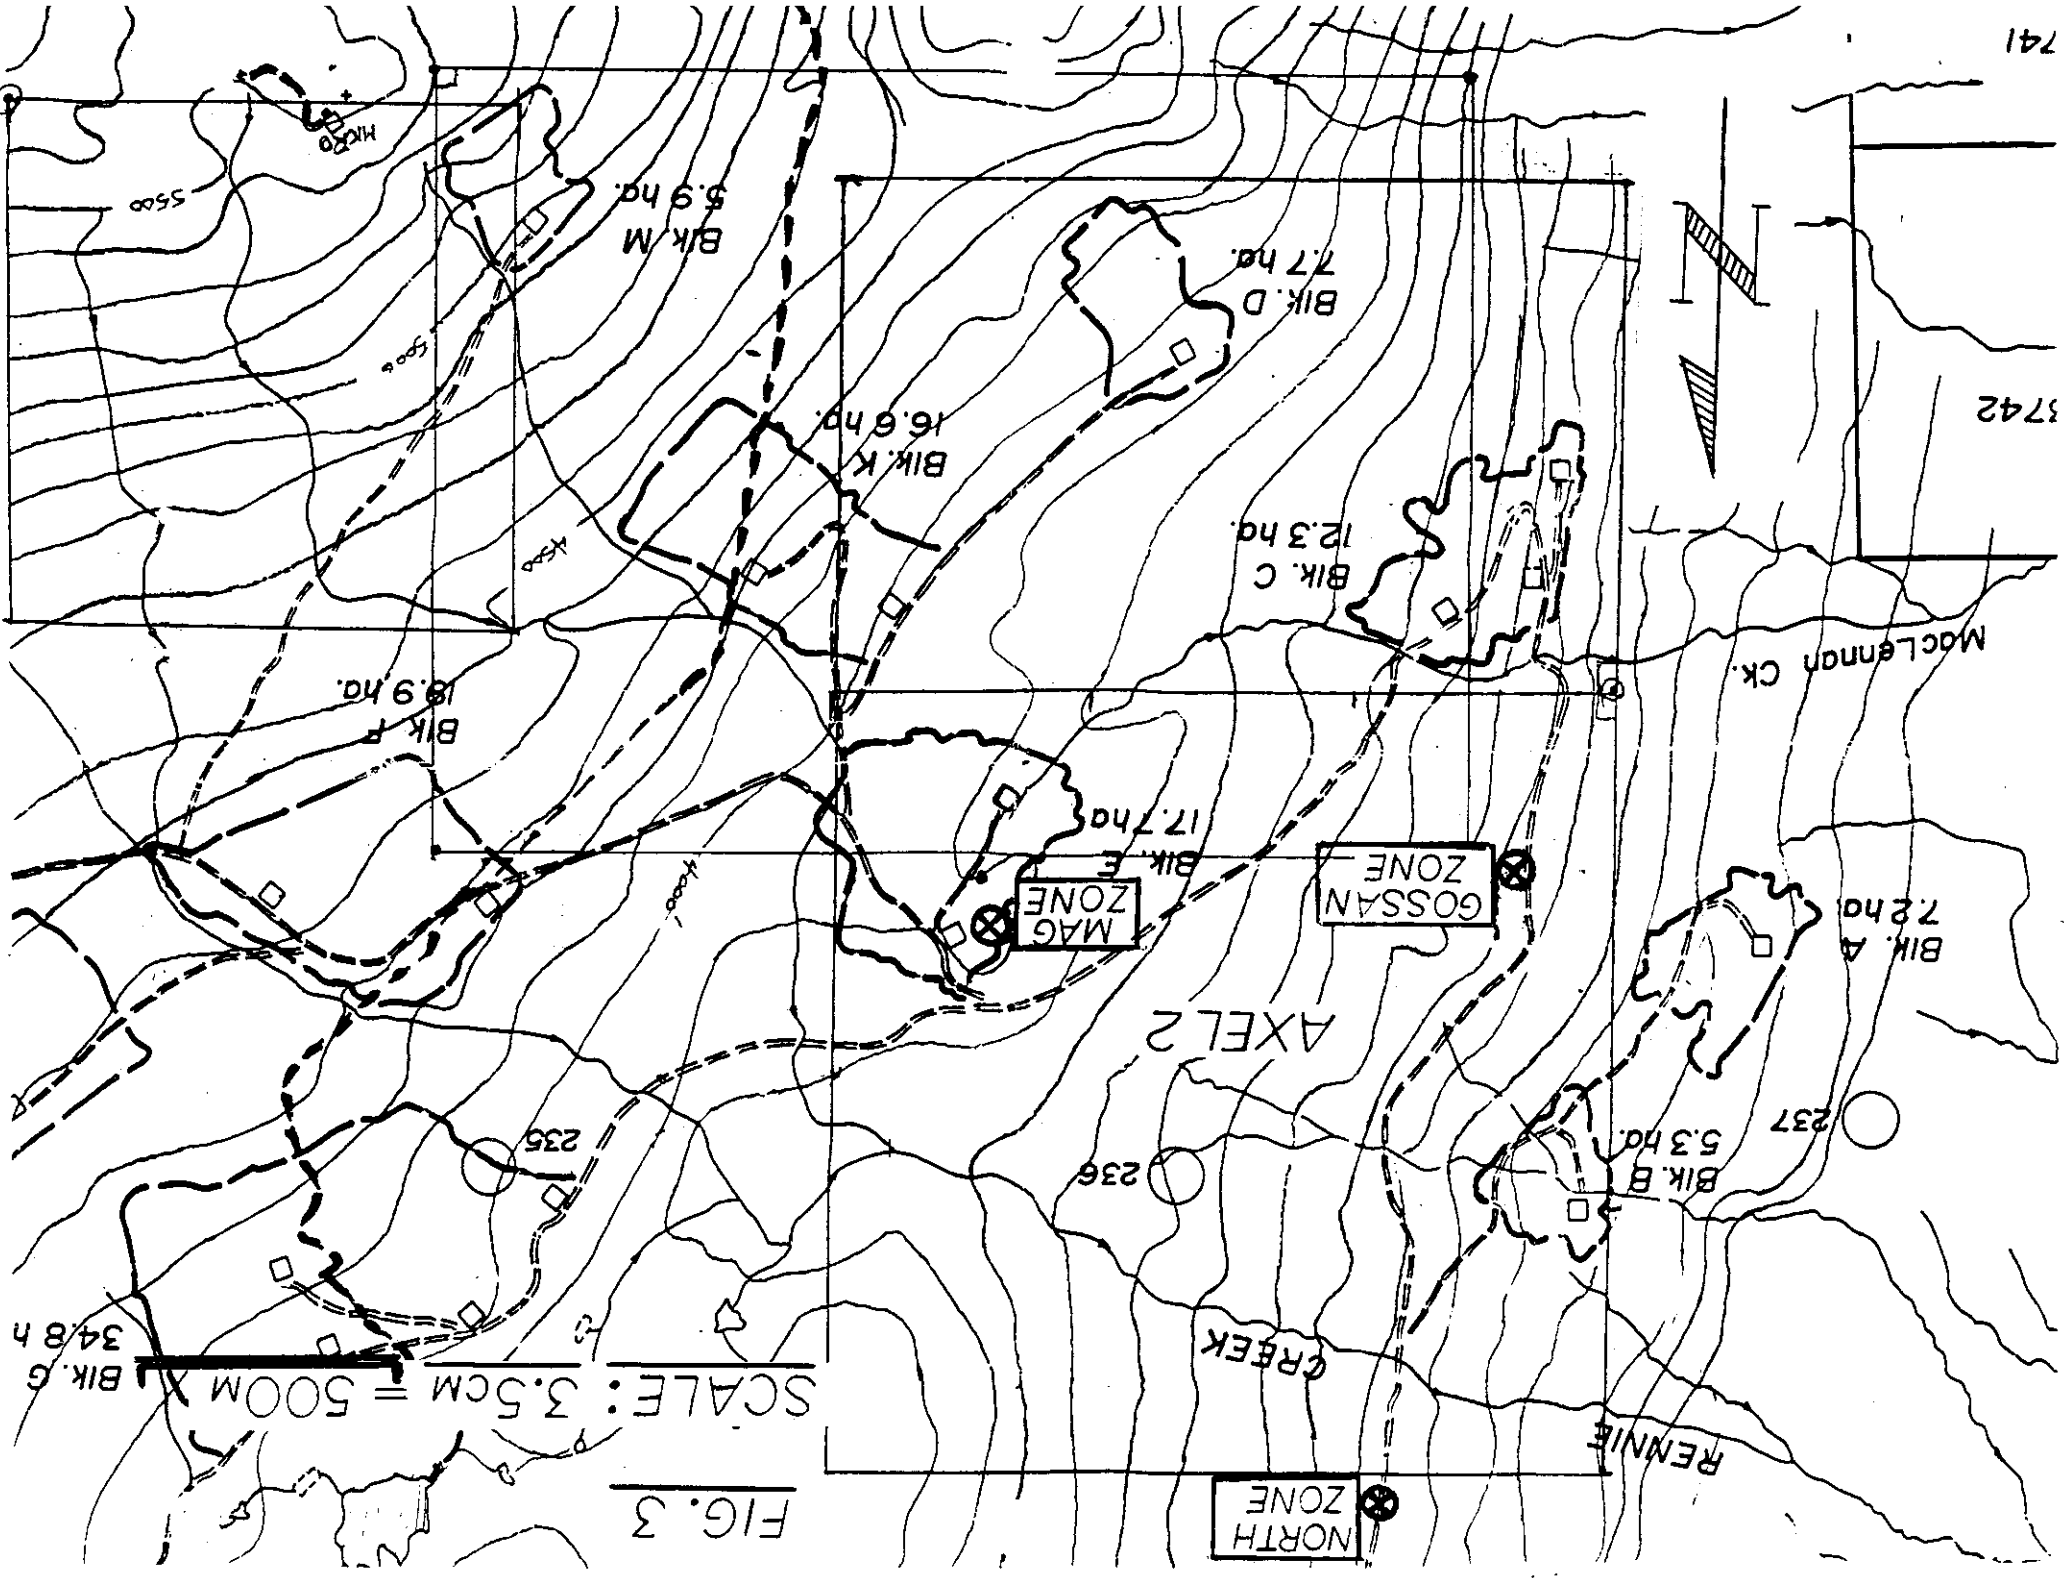 NORTH
ZONE
FIG. 3
RENNIE
CREEK
SCALE: 3.5CM = 500M
Blk. G
34.8 h
Blk. B
5.3 ha.
237
236
235
AXEL 2
Blk. A
7.2 ha.
GOSSAN
ZONE
MAG
ZONE
Blk. E
17.7 ha
4000'
Blk F
18.9 ha.
MacLennan Ck.
Blk. C
12.3 ha.
4500
Blk. K
16.6 ha.
3742
5000
N
Blk. D
7.7 ha.
Blk M
5.9 ha.
5500
MICRO
741